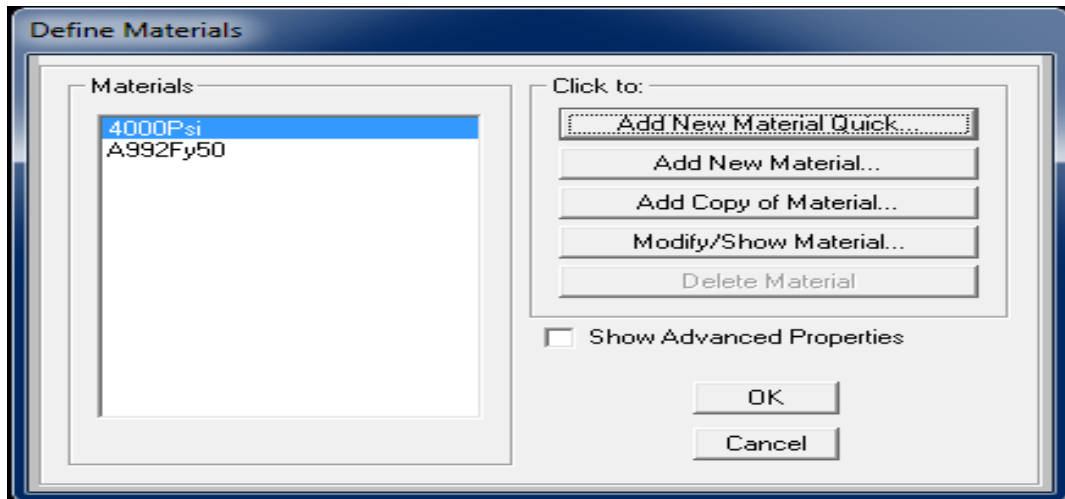 Define Materials
Materials
4000Psi
A992Fy50
Click to:
Add New Material Quick...
Add New Material...
Add Copy of Material...
Modify/Show Material...
Delete Material
Show Advanced Properties
OK
Cancel